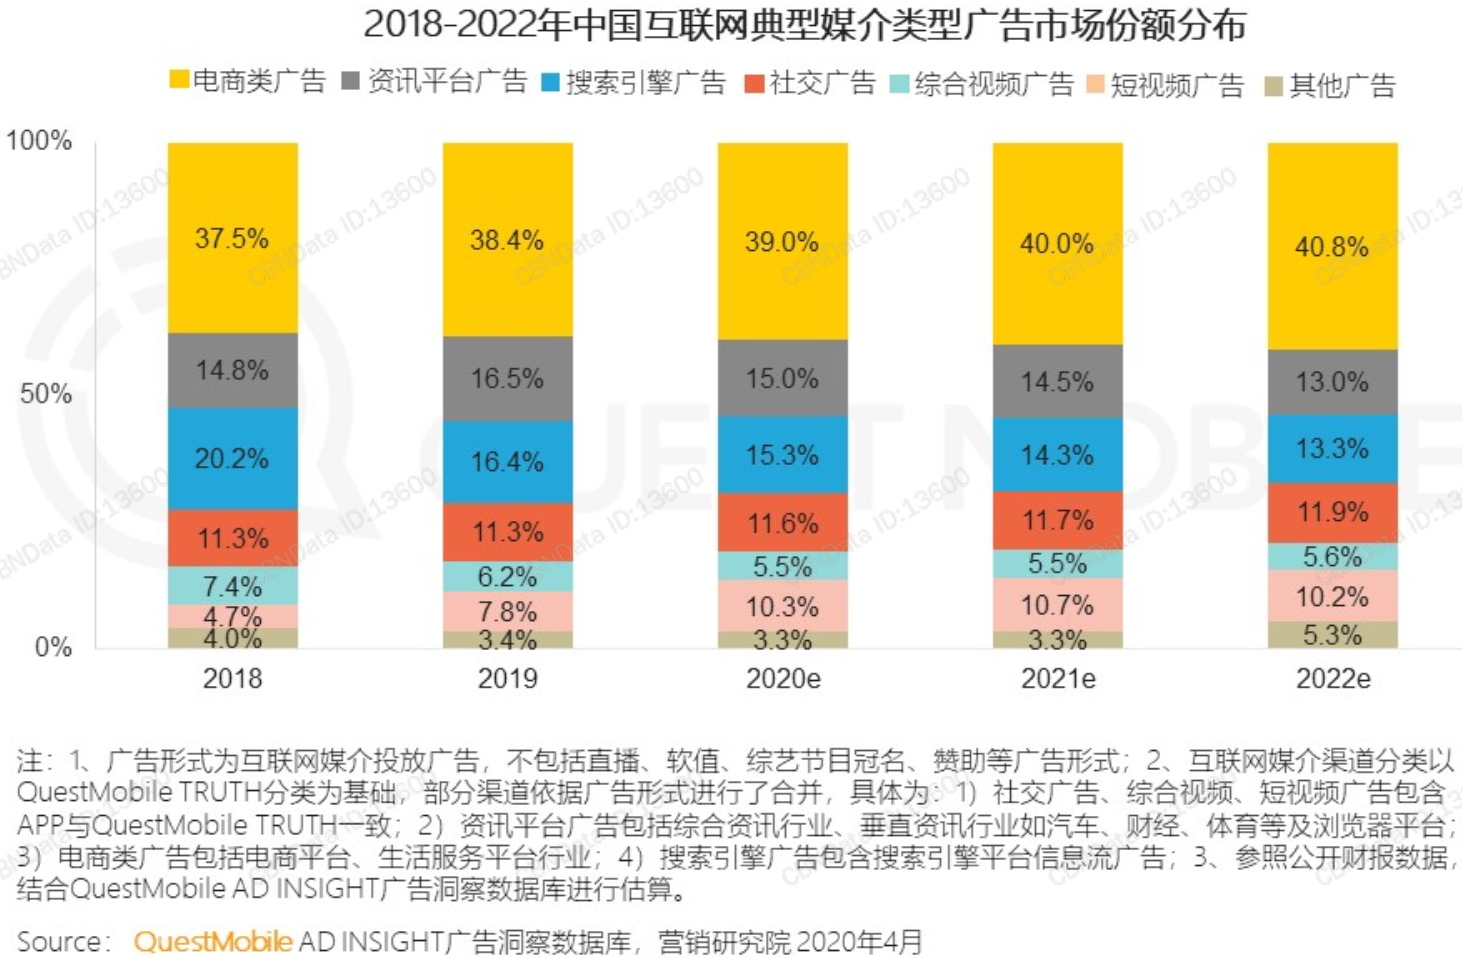 2018-2022年中国互联网典型媒介类型广告市场份额分布
电商类广告 资讯平台广告 搜索引擎广告 社交广告 综合视频广告 短视频广告 其他广告
100%
50%
0%
37.5% 38.4% 39.0% 40.0% 40.8%
14.8% 16.5% 15.0% 14.5% 13.0%
20.2% 16.4% 15.3% 14.3% 13.3%
11.3% 11.3% 11.6% 11.7% 11.9%
7.4% 6.2% 5.5% 5.5% 5.6%
4.7% 7.8% 10.3% 10.7% 10.2%
4.0% 3.4% 3.3% 3.3% 5.3%
2018 2019 2020e 2021e 2022e
注：1、广告形式为互联网媒介投放广告，不包括直播、软值、综艺节目冠名、赞助等广告形式；2、互联网媒介渠道分类以
QuestMobile TRUTH分类为基础，部分渠道依据广告形式进行了合并，具体为：1）社交广告、综合视频、短视频广告包含
APP与QuestMobile TRUTH一致；2）资讯平台广告包括综合资讯行业、垂直资讯行业如汽车、财经、体育等及浏览器平台；
3）电商类广告包括电商平台、生活服务平台行业；4）搜索引擎广告包含搜索引擎平台信息流广告；3、参照公开财报数据，
结合QuestMobile AD INSIGHT广告洞察数据库进行估算。
Source： QuestMobile AD INSIGHT广告洞察数据库，营销研究院 2020年4月
QUEST MOBILE
CBNData ID:13600